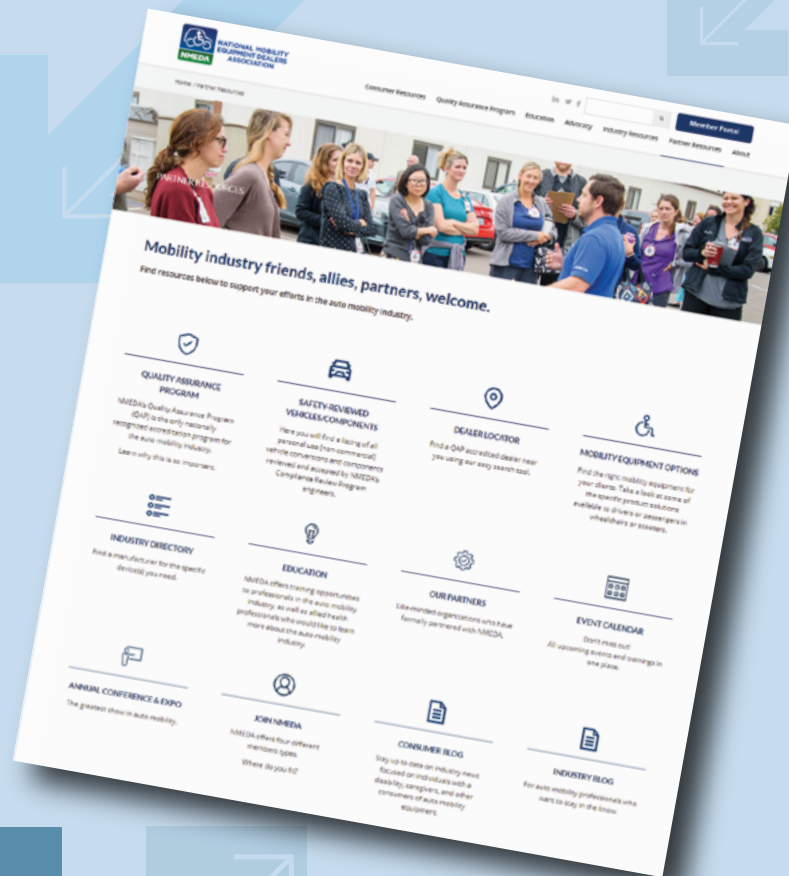 NMEDA
NATIONAL MOBILITY
EQUIPMENT DEALERS
ASSOCIATION
Member Portal
Consumer Resources Quality Assurance Program Education Advocacy Industry Resources Partner Resources About
Home / Partner Resources
PARTNER RESOURCES
Mobility industry friends, allies, partners, welcome.
Find resources below to support your efforts in the auto mobility industry.
QUALITY ASSURANCE
PROGRAM
NMEDA's Quality Assurance Program
(QAP) is the only nationally
recognized accreditation program for
the auto mobility industry.
Learn why this is so important.
SAFETY-REVIEWED
VEHICLES/COMPONENTS
Here you will find a listing of all
personal use (non-commercial)
vehicle conversions and components
reviewed and accepted by NMEDA's
Compliance Review Program
engineers.
DEALER LOCATOR
Find a QAP accredited dealer near
you using our easy search tool.
MOBILITY EQUIPMENT OPTIONS
Find the right mobility equipment for
your clients. Take a look at some of
the specific product solutions
available to drivers or passengers in
wheelchairs or scooters.
INDUSTRY DIRECTORY
Find a manufacturer for the specific
device(s) you need.
EDUCATION
NMEDA offers training opportunities
to professionals in the auto mobility
industry, as well as allied health
professionals who would like to learn
more about the auto mobility
industry.
OUR PARTNERS
Like-minded organizations who have
formally partnered with NMEDA.
EVENT CALENDAR
Don't miss out!
All upcoming events and trainings in
one place.
ANNUAL CONFERENCE & EXPO
The greatest show in auto mobility.
JOIN NMEDA
NMEDA offers four different
members types.
Where do you fit?
CONSUMER BLOG
Stay up to date on industry news
focused on individuals with a
disability, caregivers, and other
consumers of auto mobility
equipment.
INDUSTRY BLOG
For auto mobility professionals who
want to stay in the know.